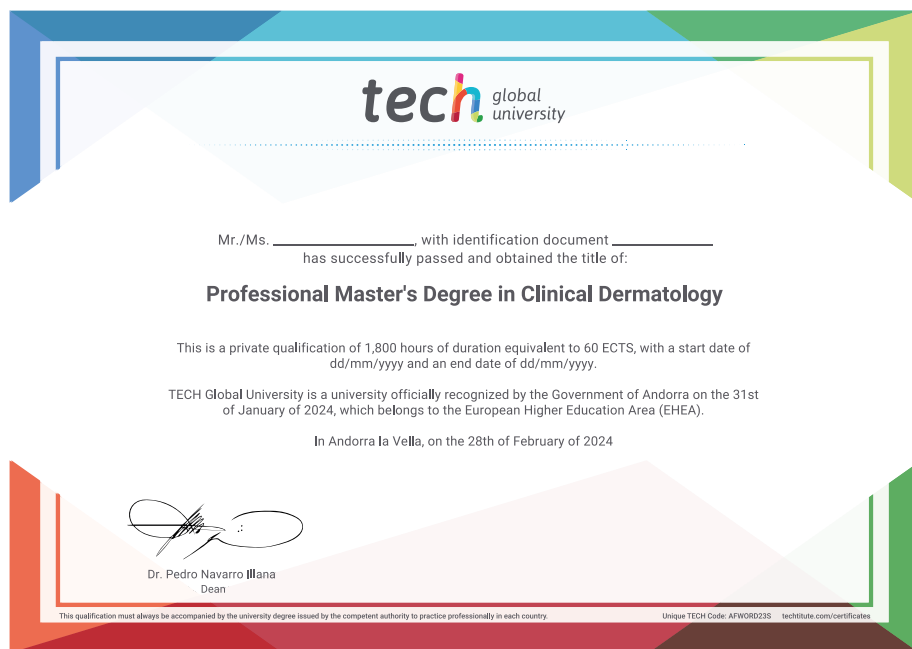 tech global university
Mr./Ms. ____________________, with identification document ______________
has successfully passed and obtained the title of:
Professional Master's Degree in Clinical Dermatology
This is a private qualification of 1,800 hours of duration equivalent to 60 ECTS, with a start date of
dd/mm/yyyy and an end date of dd/mm/yyyy.
TECH Global University is a university officially recognized by the Government of Andorra on the 31st
of January of 2024, which belongs to the European Higher Education Area (EHEA).
In Andorra la Vella, on the 28th of February of 2024
Dr. Pedro Navarro Illana
Dean
This qualification must always be accompanied by the university degree issued by the competent authority to practice professionally in each country.
Unique TECH Code: AFWORD23S techtitute.com/certificates